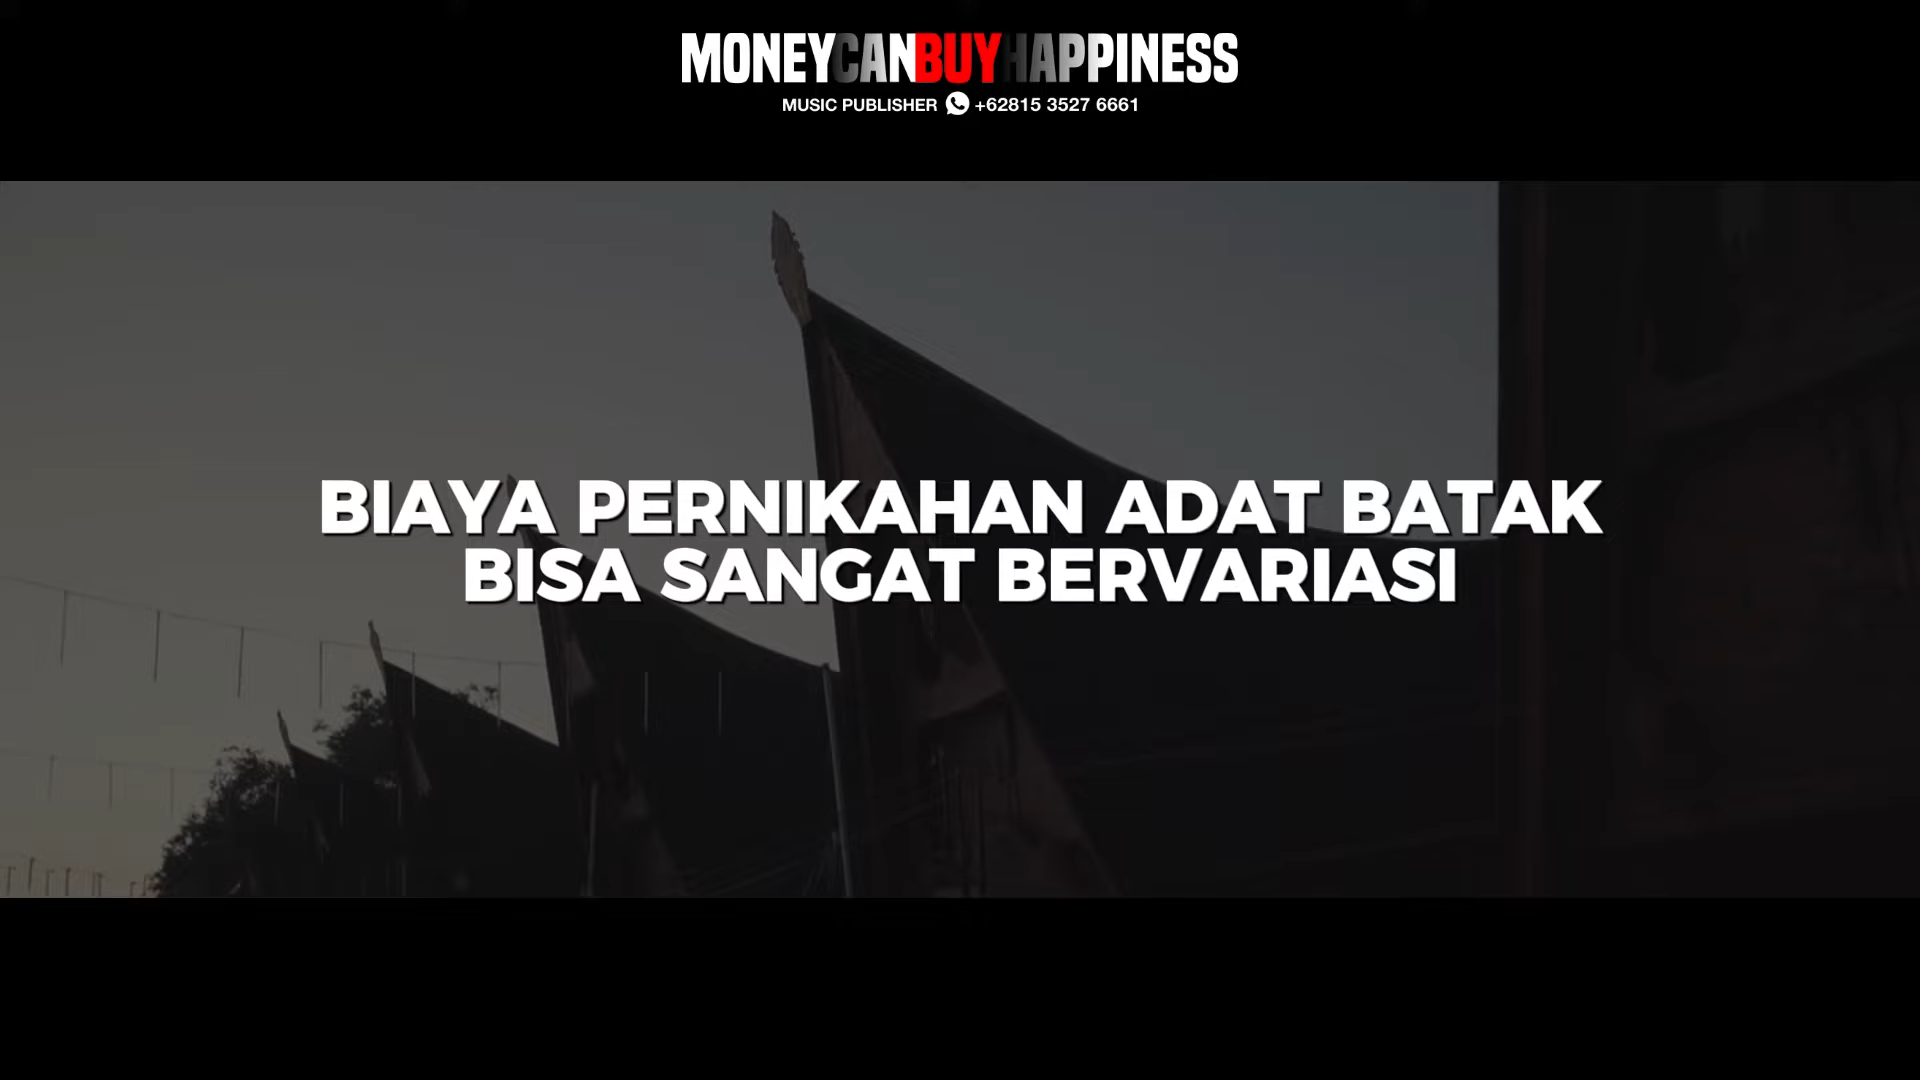 MONEYCANBUYHAPPINESS
MUSIC PUBLISHER +62815 3527 6661
BIAYA PERNIKAHAN ADAT BATAK
BISA SANGAT BERVARIASI